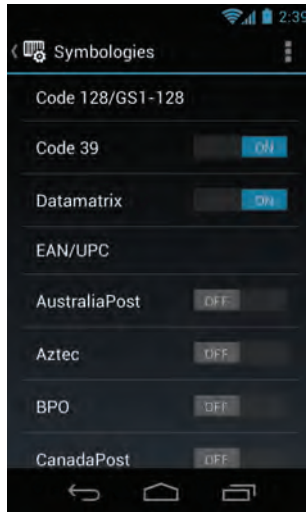 2:39
Symbologies
Code 128/GS1-128
Code 39 ON
Datamatrix ON
EAN/UPC
AustraliaPost OFF
Aztec OFF
BPO OFF
CanadaPost OFF